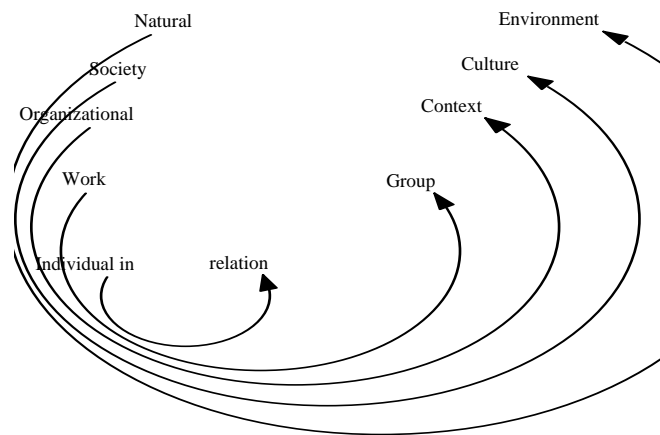 Natural Environment
Society Culture
Organizational Context
Work Group
Individual in relation